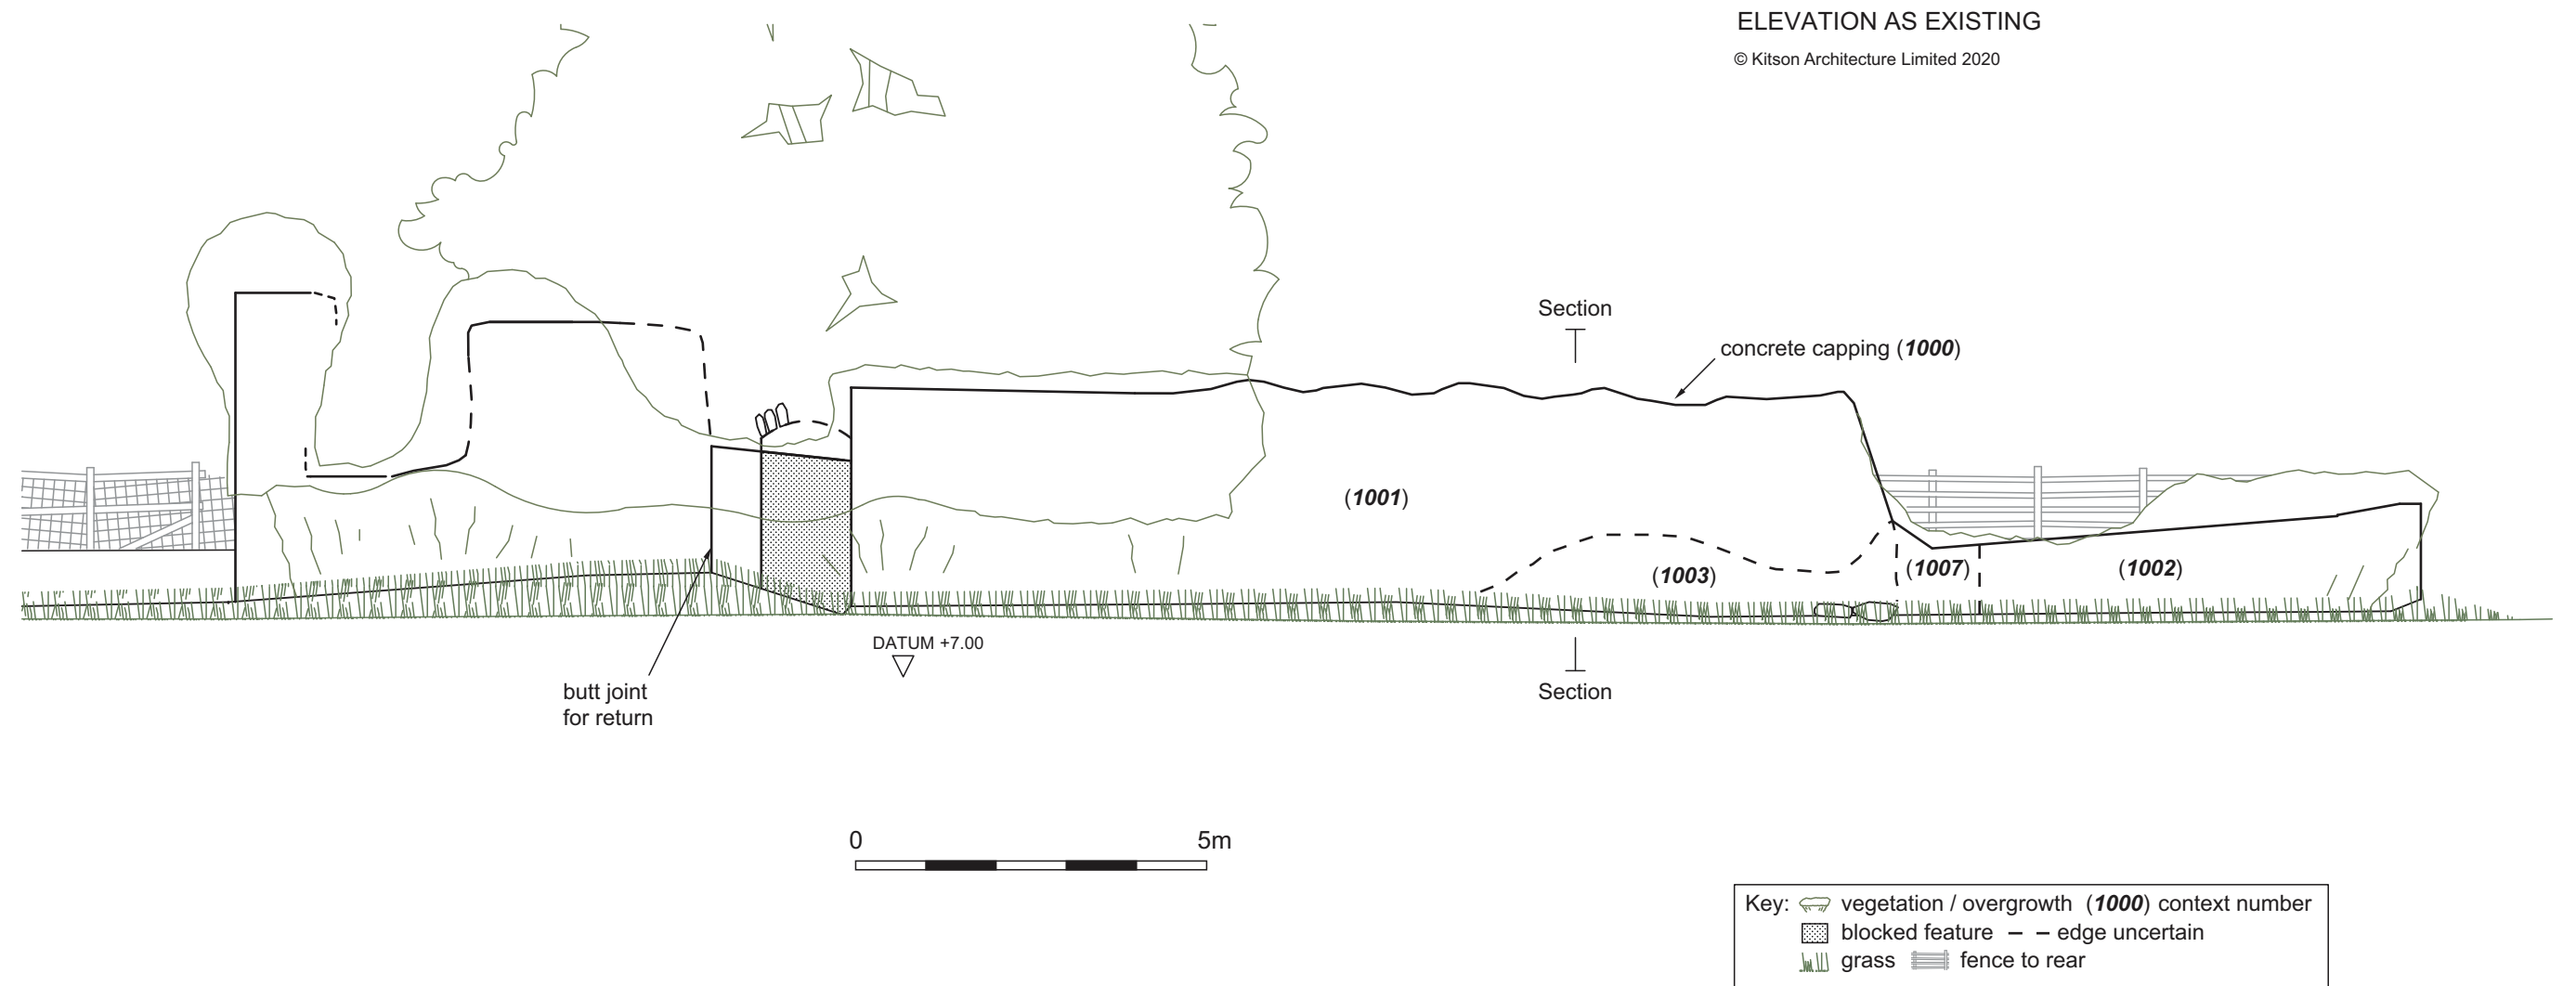 ELEVATION AS EXISTING
© Kitson Architecture Limited 2020
Section
concrete capping (1000)
(1001)
(1003)
(1007)
(1002)
DATUM +7.00
butt joint
for return
Section
0 5m
Key: vegetation / overgrowth (1000) context number
blocked feature edge uncertain
grass fence to rear